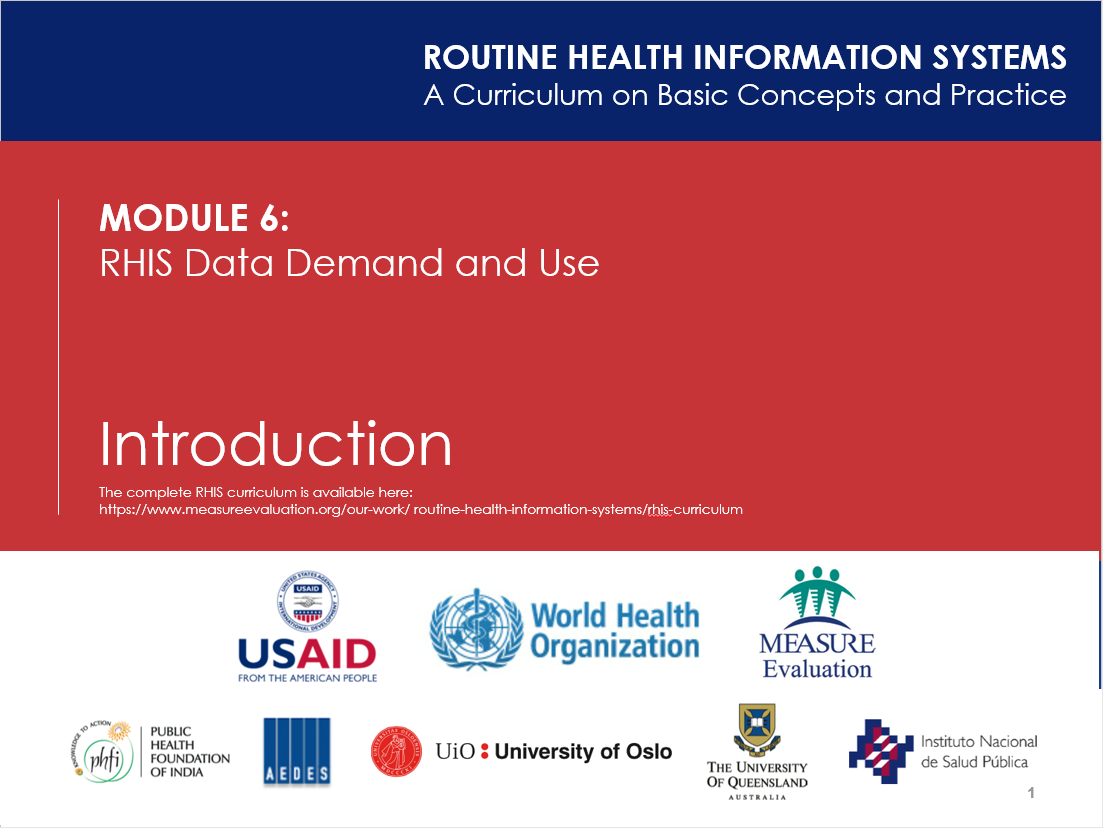 ROUTINE HEALTH INFORMATION SYSTEMS
A Curriculum on Basic Concepts and Practice
MODULE 6:
RHIS Data Demand and Use
Introduction
The complete RHIS curriculum is available here:
https://www.measureevaluation.org/our-work/ routine-health-information-systems/rhis-curriculum
UNITED STATES AGENCY
USAID
INTERNATIONAL DEVELOPMENT
USAID
FROM THE AMERICAN PEOPLE
World Health
Organization
MEASURE
Evaluation
KNOWLEDGE TO ACTION
phfi
PUBLIC
HEALTH
FOUNDATION
OF INDIA
AEDES
UiO : University of Oslo
THE UNIVERSITY
OF QUEENSLAND
AUSTRALIA
Instituto Nacional
de Salud Pública
1